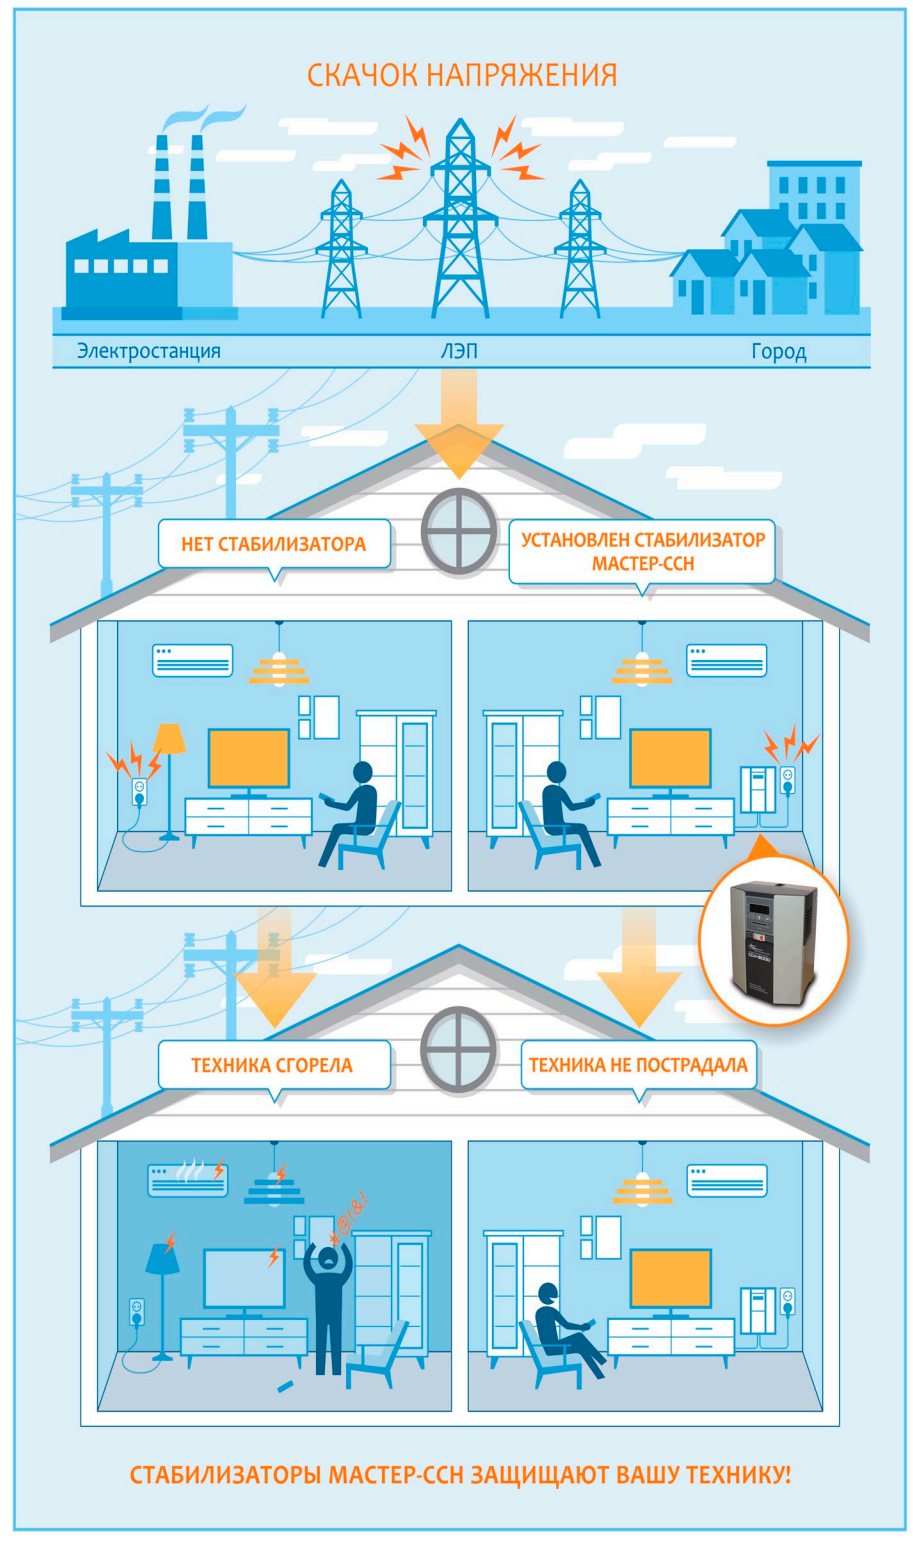 СКАЧОК НАПРЯЖЕНИЯ
Электростанция
ЛЭП
Город
НЕТ СТАБИЛИЗАТОРА
УСТАНОВЛЕН СТАБИЛИЗАТОР
МАСТЕР-ССН
ТЕХНИКА СГОРЕЛА
ТЕХНИКА НЕ ПОСТРАДАЛА
*@!&!
СТАБИЛИЗАТОРЫ МАСТЕР-ССН ЗАЩИЩАЮТ ВАШУ ТЕХНИКУ!